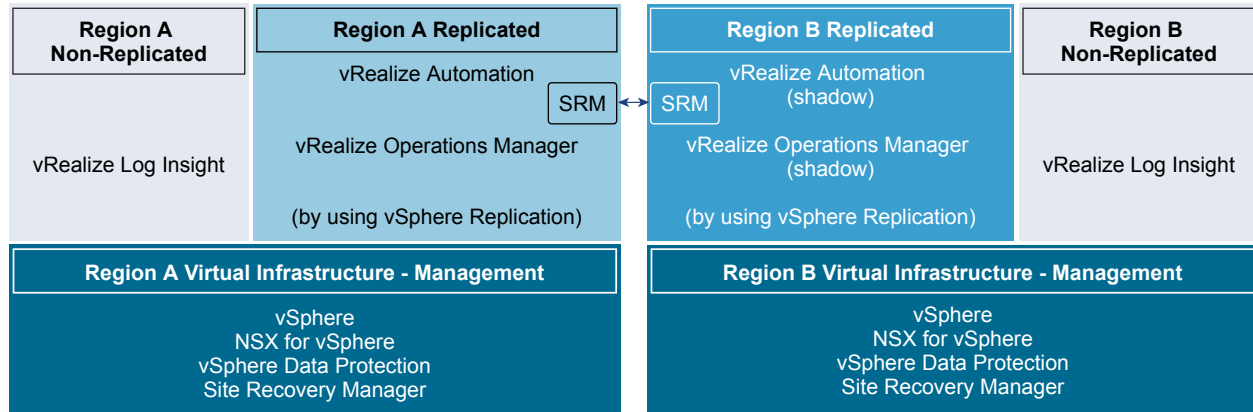 Region A
Non-Replicated
vRealize Log Insight
Region A Replicated
vRealize Automation
SRM
vRealize Operations Manager
(by using vSphere Replication)
Region A Virtual Infrastructure - Management
vSphere
NSX for vSphere
vSphere Data Protection
Site Recovery Manager
Region B Replicated
vRealize Automation
(shadow)
SRM
vRealize Operations Manager
(shadow)
(by using vSphere Replication)
Region B
Non-Replicated
vRealize Log Insight
Region B Virtual Infrastructure - Management
vSphere
NSX for vSphere
vSphere Data Protection
Site Recovery Manager